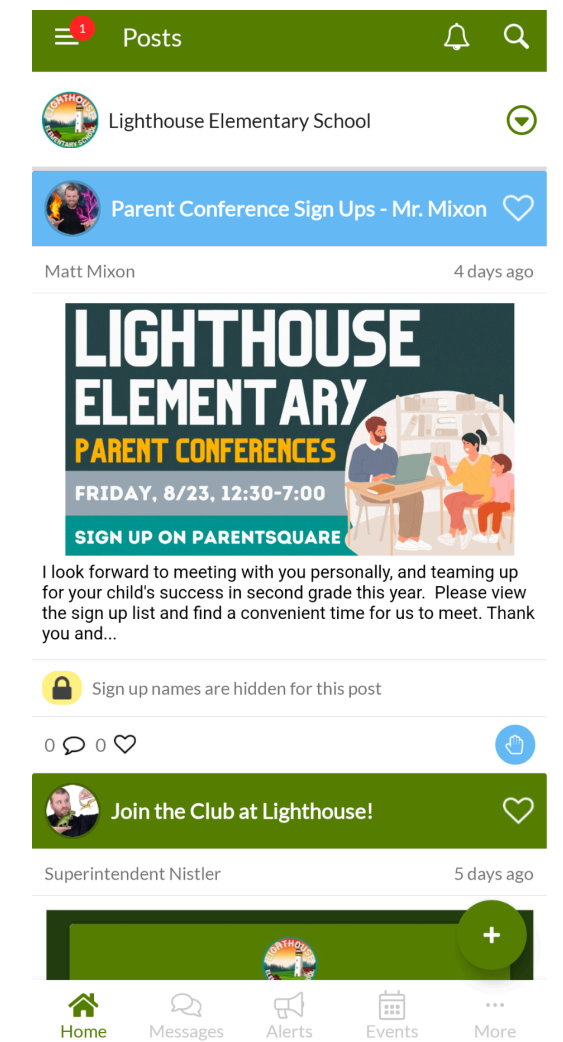 1
Posts
LIGHTHOUSE
ELEMENTARY SCHOOL
Lighthouse Elementary School
Parent Conference Sign Ups - Mr. Mixon
Matt Mixon
4 days ago
LIGHTHOUSE
ELEMENTARY
PARENT CONFERENCES
FRIDAY, 8/23, 12:30-7:00
SIGN UP ON PARENTSQUARE
I look forward to meeting with you personally, and teaming up
for your child's success in second grade this year. Please view
the sign up list and find a convenient time for us to meet. Thank
you and...
Sign up names are hidden for this post
0 0
Join the Club at Lighthouse!
Superintendent Nistler
5 days ago
LIGHTHOUSE
+
Home Messages Alerts Events More